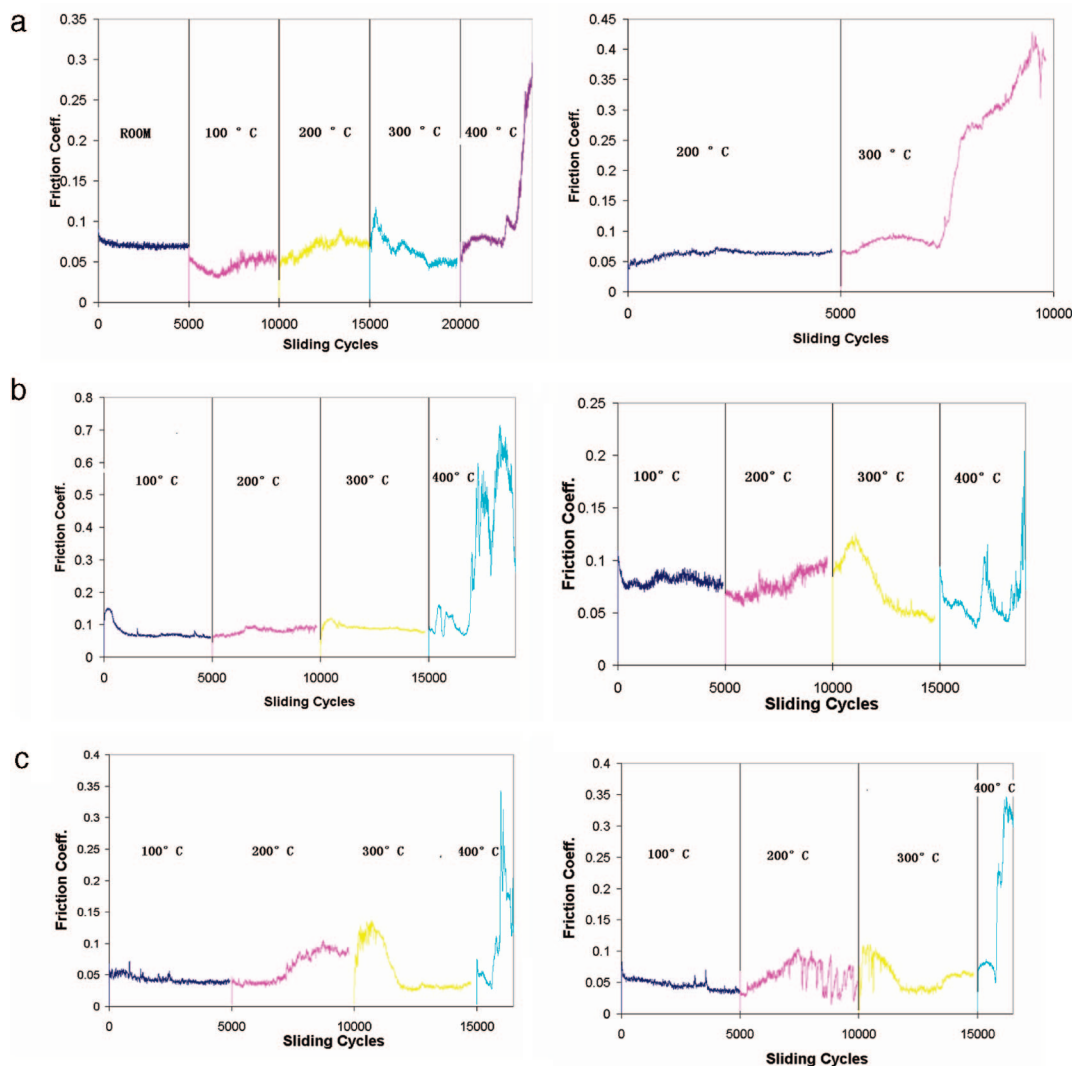 a
Friction Coeff.
0.35
0.3
0.25
0.2
0.15
0.1
0.05
0
ROOM
100 ° C
200 ° C
300 ° C
400 ° C
0
5000
10000
15000
20000
Sliding Cycles
Friction Coeff.
0.45
0.4
0.35
0.3
0.25
0.2
0.15
0.1
0.05
0
200 ° C
300 ° C
0
5000
10000
Sliding Cycles
b
Friction Coeff.
0.8
0.7
0.6
0.5
0.4
0.3
0.2
0.1
0
100° C
200° C
300° C
400° C
0
5000
10000
15000
Sliding Cycles
Friction Coeff.
0.25
0.2
0.15
0.1
0.05
0
100° C
200° C
300° C
400° C
0
5000
10000
15000
Sliding Cycles
c
Friction Coeff.
0.4
0.35
0.3
0.25
0.2
0.15
0.1
0.05
0
100° C
200° C
300° C
400° C
0
5000
10000
15000
Sliding Cycles
Friction Coeff.
0.4
0.35
0.3
0.25
0.2
0.15
0.1
0.05
0
100° C
200° C
300° C
400° C
0
5000
10000
15000
Sliding Cycles